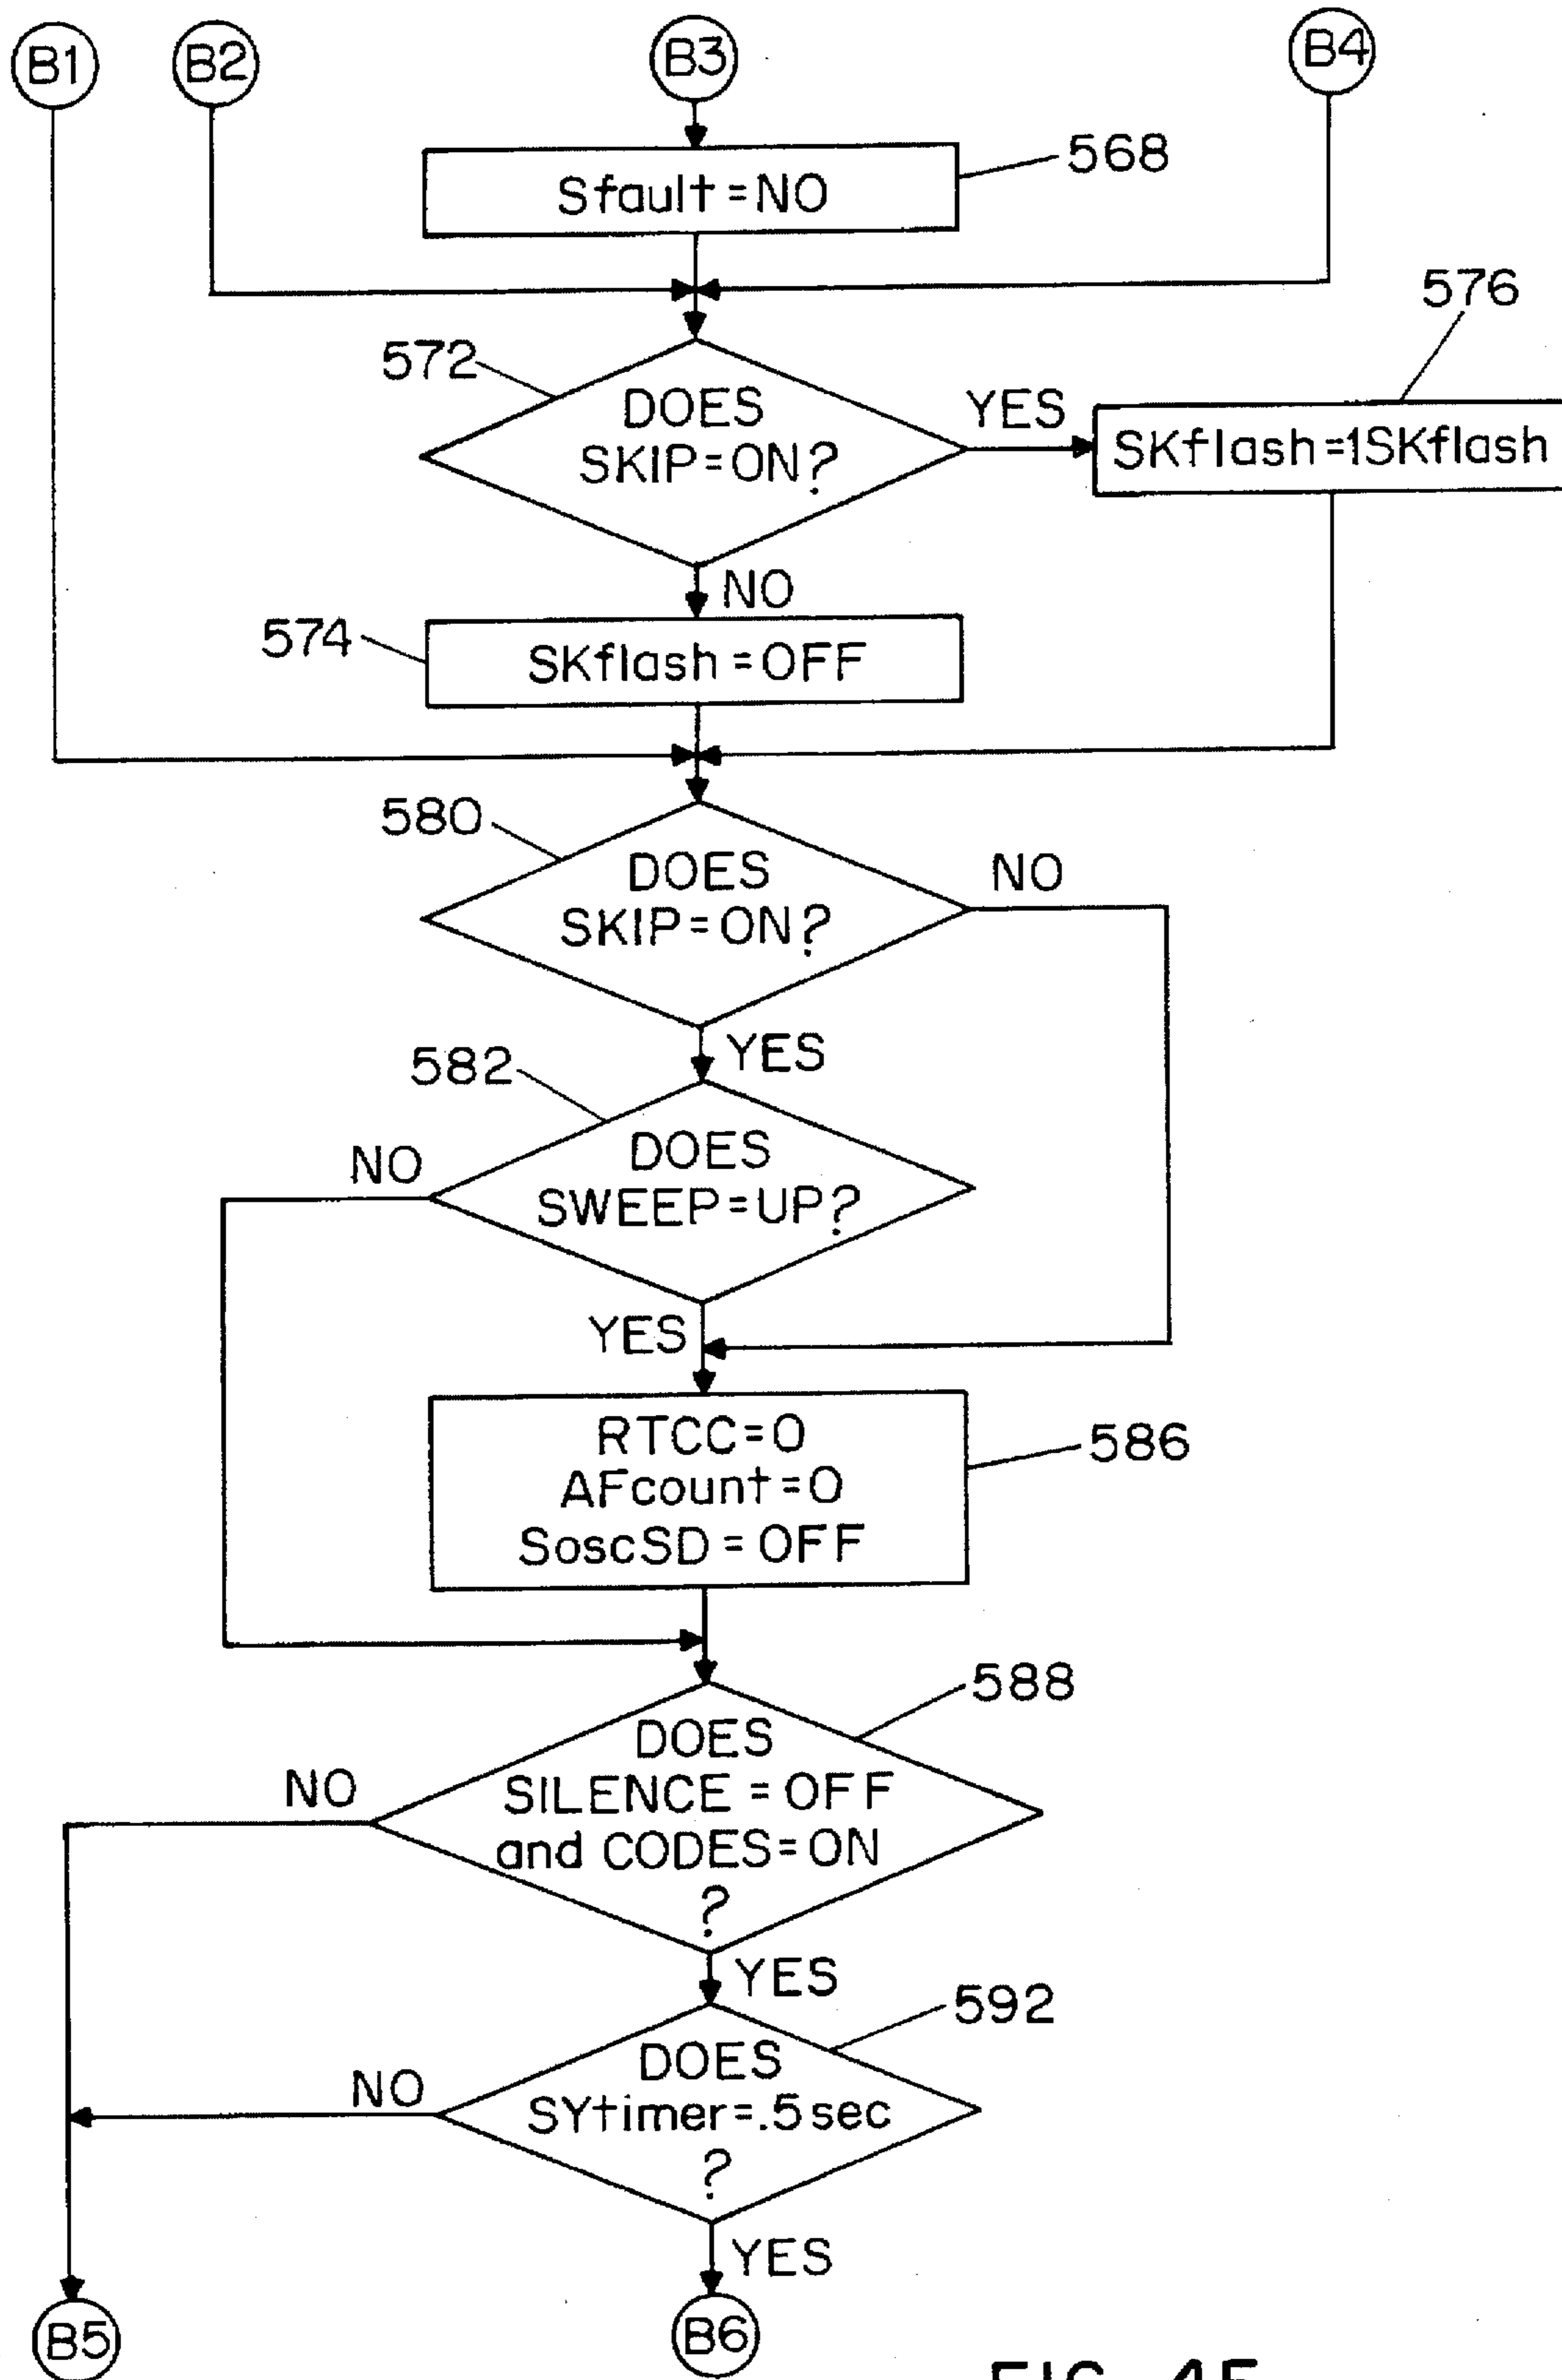 B1
B2
B3
B4
568
Sfault=NO
576
572
DOES
SKIP=ON?
YES
SKflash=1SKflash
NO
574
SKflash=OFF
580
DOES
SKIP=ON?
NO
YES
582
DOES
SWEEP=UP?
NO
YES
RTCC=0
AFcount=0
SoscSD=OFF
586
588
DOES
SILENCE=OFF
and CODES=ON
?
NO
YES
592
DOES
SYtimer=.5sec
?
NO
YES
B5
B6